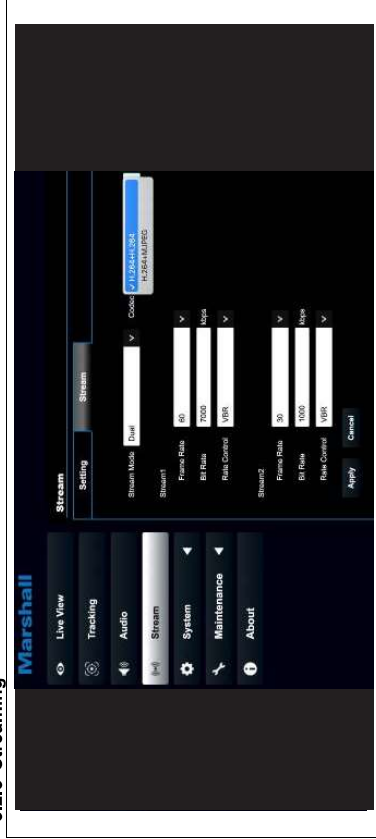 Streaming
Marshall
Live View
Tracking
Audio
Stream
System
Maintenance
About
Stream
Setting
Stream
Stream Mode Dual Codec ✓ H.264+H.264
H.264+MJPEG
Stream1
Frame Rate 60
Bit Rate 7000 kbps
Rate Control VBR
Stream2
Frame Rate 30
Bit Rate 1000 kbps
Rate Control VBR
Apply Cancel